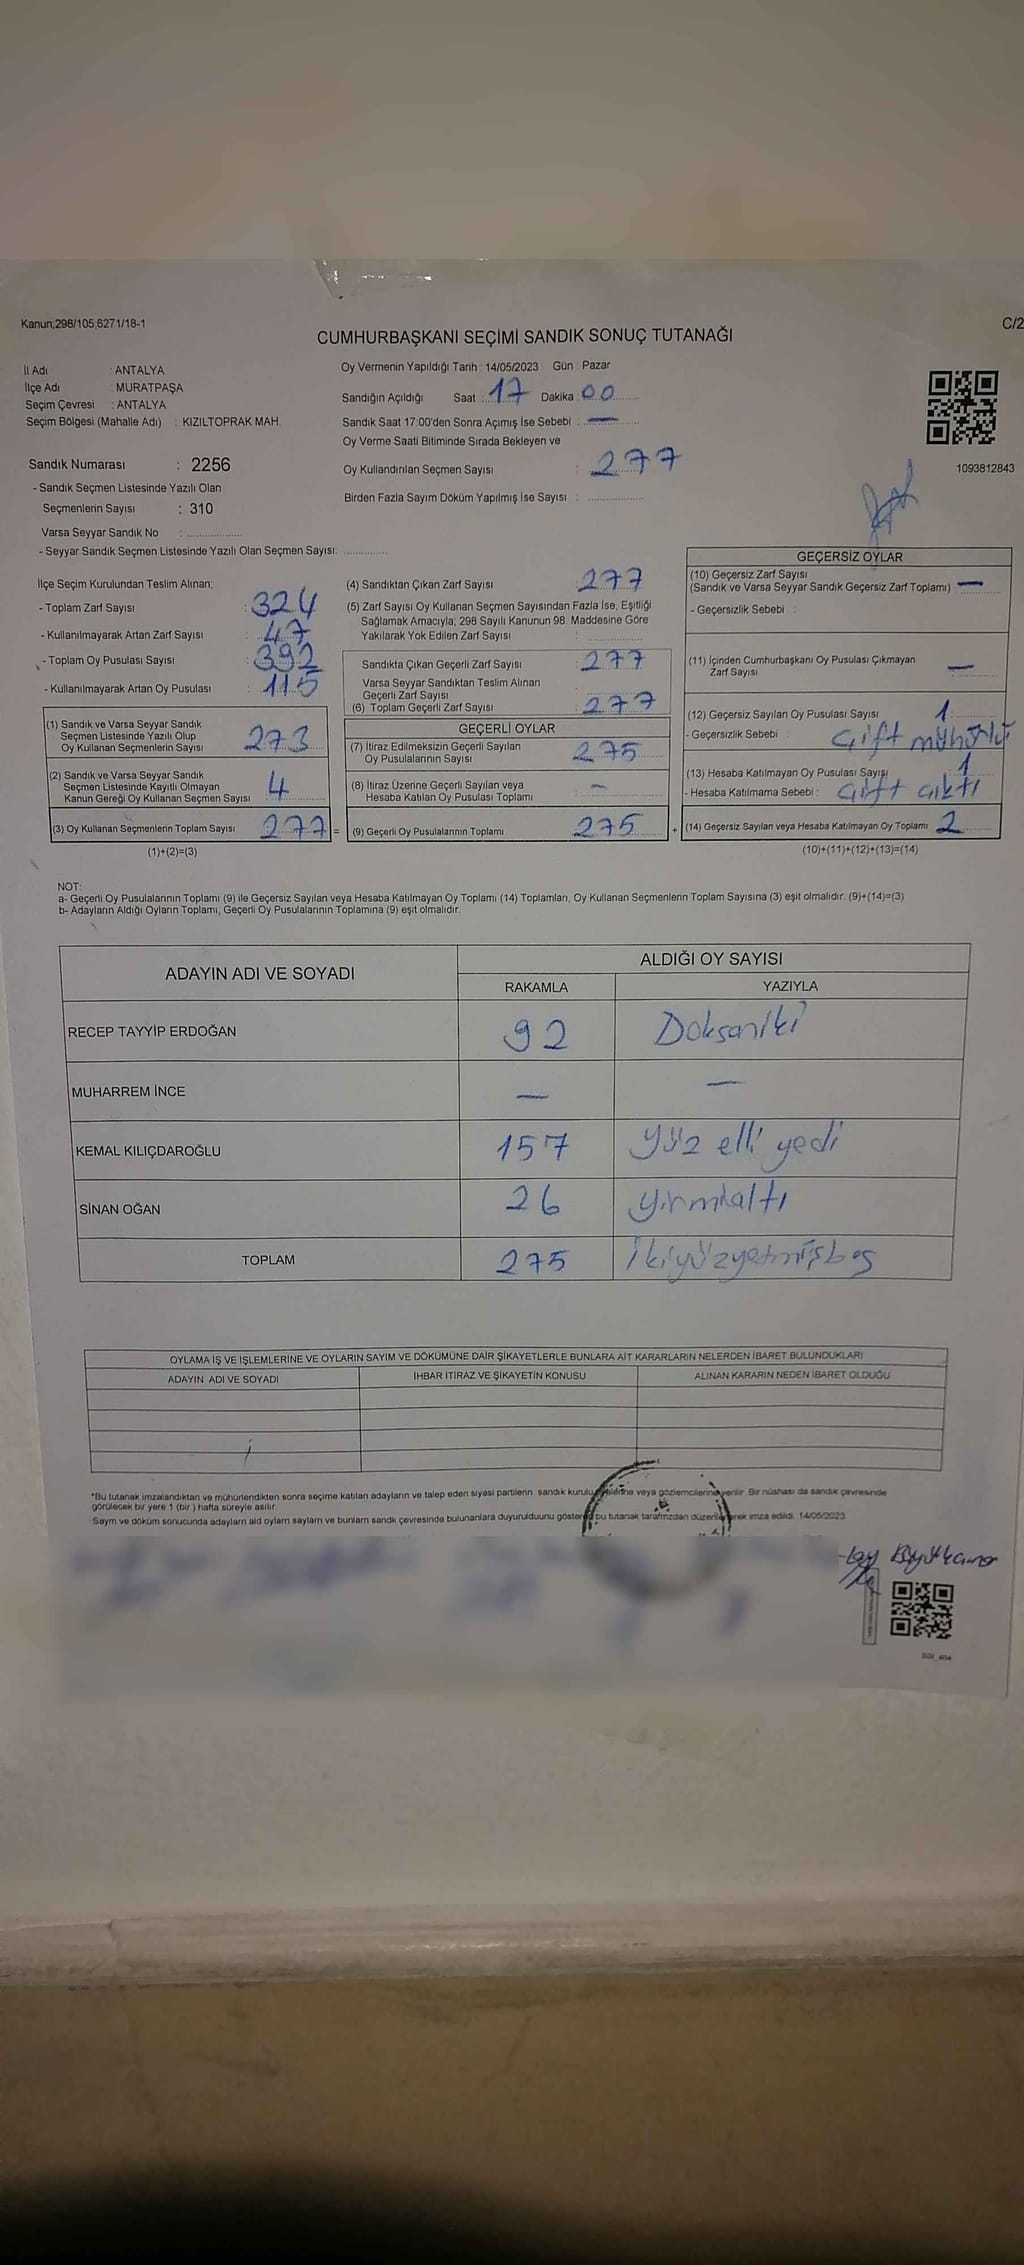 Kanun;298/105;6271/18-1
C/2
CUMHURBAŞKANI SEÇİMİ SANDIK SONUÇ TUTANAĞI
İl Adı : ANTALYA
İlçe Adı : MURATPAŞA
Seçim Çevresi : ANTALYA
Seçim Bölgesi (Mahalle Adı) : KIZILTOPRAK MAH.
Oy Vermenin Yapıldığı Tarih : 14/05/2023 Gün : Pazar
Sandığın Açıldığı Saat : 17 Dakika : 00
Sandık Saat 17:00'den Sonra Açımış İse Sebebi : —
Oy Verme Saati Bitiminde Sırada Bekleyen ve
Oy Kullandırılan Seçmen Sayısı : 277
Birden Fazla Sayım Döküm Yapılmış İse Sayısı :
1093812843
Sandık Numarası : 2256
- Sandık Seçmen Listesinde Yazılı Olan
Seçmenlerin Sayısı : 310
Varsa Seyyar Sandık No :
- Seyyar Sandık Seçmen Listesinde Yazılı Olan Seçmen Sayısı:
İlçe Seçim Kurulundan Teslim Alınan;
- Toplam Zarf Sayısı : 324
- Kullanılmayarak Artan Zarf Sayısı : 47
- Toplam Oy Pusulası Sayısı : 392
- Kullanılmayarak Artan Oy Pusulası : 115
(1) Sandık ve Varsa Seyyar Sandık
Seçmen Listesinde Yazılı Olup
Oy Kullanan Seçmenlerin Sayısı 273
(2) Sandık ve Varsa Seyyar Sandık
Seçmen Listesinde Kayıtlı Olmayan
Kanun Gereği Oy Kullanan Seçmen Sayısı 4
(3) Oy Kullanan Seçmenlerin Toplam Sayısı 277 =
(1)+(2)=(3)
(4) Sandıktan Çıkan Zarf Sayısı : 277
(5) Zarf Sayısı Oy Kullanan Seçmen Sayısından Fazla İse, Eşitliği
Sağlamak Amacıyla; 298 Sayılı Kanunun 98. Maddesine Göre
Yakılarak Yok Edilen Zarf Sayısı :
Sandıkta Çıkan Geçerli Zarf Sayısı : 277
Varsa Seyyar Sandıktan Teslim Alınan
Geçerli Zarf Sayısı :
(6) Toplam Geçerli Zarf Sayısı : 277
GEÇERLİ OYLAR
(7) İtiraz Edilmeksizin Geçerli Sayılan
Oy Pusulalarının Sayısı 275
(8) İtiraz Üzerine Geçerli Sayılan veya
Hesaba Katılan Oy Pusulası Toplamı —
(9) Geçerli Oy Pusulalarının Toplamı 275 +
GEÇERSİZ OYLAR
(10) Geçersiz Zarf Sayısı
(Sandık ve Varsa Seyyar Sandık Geçersiz Zarf Toplamı) —
- Geçersizlik Sebebi :
(11) İçinden Cumhurbaşkanı Oy Pusulası Çıkmayan
Zarf Sayısı —
(12) Geçersiz Sayılan Oy Pusulası Sayısı 1
- Geçersizlik Sebebi : Çift mühürlü
(13) Hesaba Katılmayan Oy Pusulası Sayısı 1
- Hesaba Katılmama Sebebi : Çift çıktı
(14) Geçersiz Sayılan veya Hesaba Katılmayan Oy Toplamı 2
(10)+(11)+(12)+(13)=(14)
NOT:
a- Geçerli Oy Pusulalarının Toplamı (9) ile Geçersiz Sayılan veya Hesaba Katılmayan Oy Toplamı (14) Toplamları, Oy Kullanan Seçmenlerin Toplam Sayısına (3) eşit olmalıdır. (9)+(14)=(3)
b- Adayların Aldığı Oyların Toplamı, Geçerli Oy Pusulalarının Toplamına (9) eşit olmalıdır.
ADAYIN ADI VE SOYADI ALDIĞI OY SAYISI
RAKAMLA YAZIYLA
RECEP TAYYİP ERDOĞAN 92 Doksaniki
MUHARREM İNCE — —
KEMAL KILIÇDAROĞLU 157 Yüz elli yedi
SİNAN OĞAN 26 Yirmialtı
TOPLAM 275 İkiyüzyetmişbeş
OYLAMA İŞ VE İŞLEMLERİNE VE OYLARIN SAYIM VE DÖKÜMÜNE DAİR ŞİKAYETLERLE BUNLARA AİT KARARLARIN NELERDEN İBARET BULUNDUKLARI
ADAYIN ADI VE SOYADI İHBAR İTİRAZ VE ŞİKAYETİN KONUSU ALINAN KARARIN NEDEN İBARET OLDUĞU
*Bu tutanak imzalandıktan ve mühürlendikten sonra seçime katılan adayların ve talep eden siyasi partilerin sandık kurulu veya gözlemcilerine verilir. Bir nüshası da sandık çevresinde
görülecek bir yere 1 (bir) hafta süreyle asılır.
Sayım ve döküm sonucunda adayların ald oyların sayların ve bunların sandk çevresinde bulunanlara duyurulduunu bu tutanak tarafmzdan imza edildi. 14/05/2023